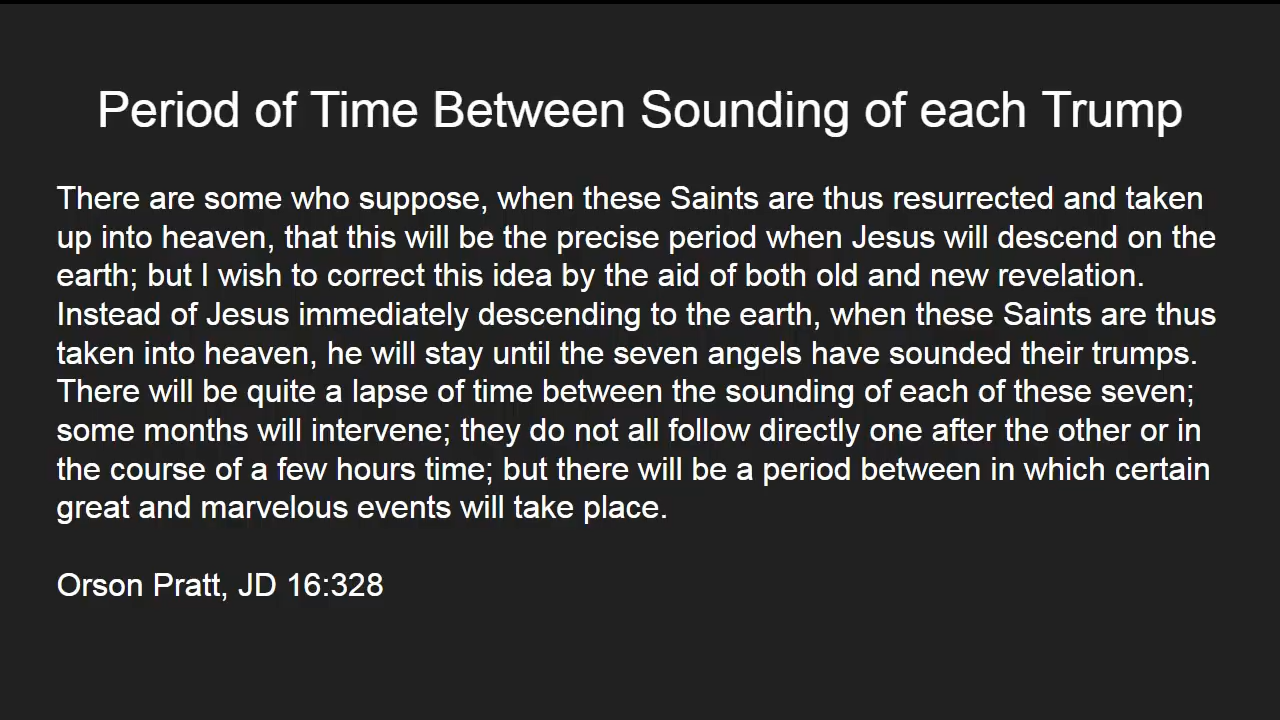 Period of Time Between Sounding of each Trump
There are some who suppose, when these Saints are thus resurrected and taken
up into heaven, that this will be the precise period when Jesus will descend on the
earth; but I wish to correct this idea by the aid of both old and new revelation.
Instead of Jesus immediately descending to the earth, when these Saints are thus
taken into heaven, he will stay until the seven angels have sounded their trumps.
There will be quite a lapse of time between the sounding of each of these seven;
some months will intervene; they do not all follow directly one after the other or in
the course of a few hours time; but there will be a period between in which certain
great and marvelous events will take place.
Orson Pratt, JD 16:328